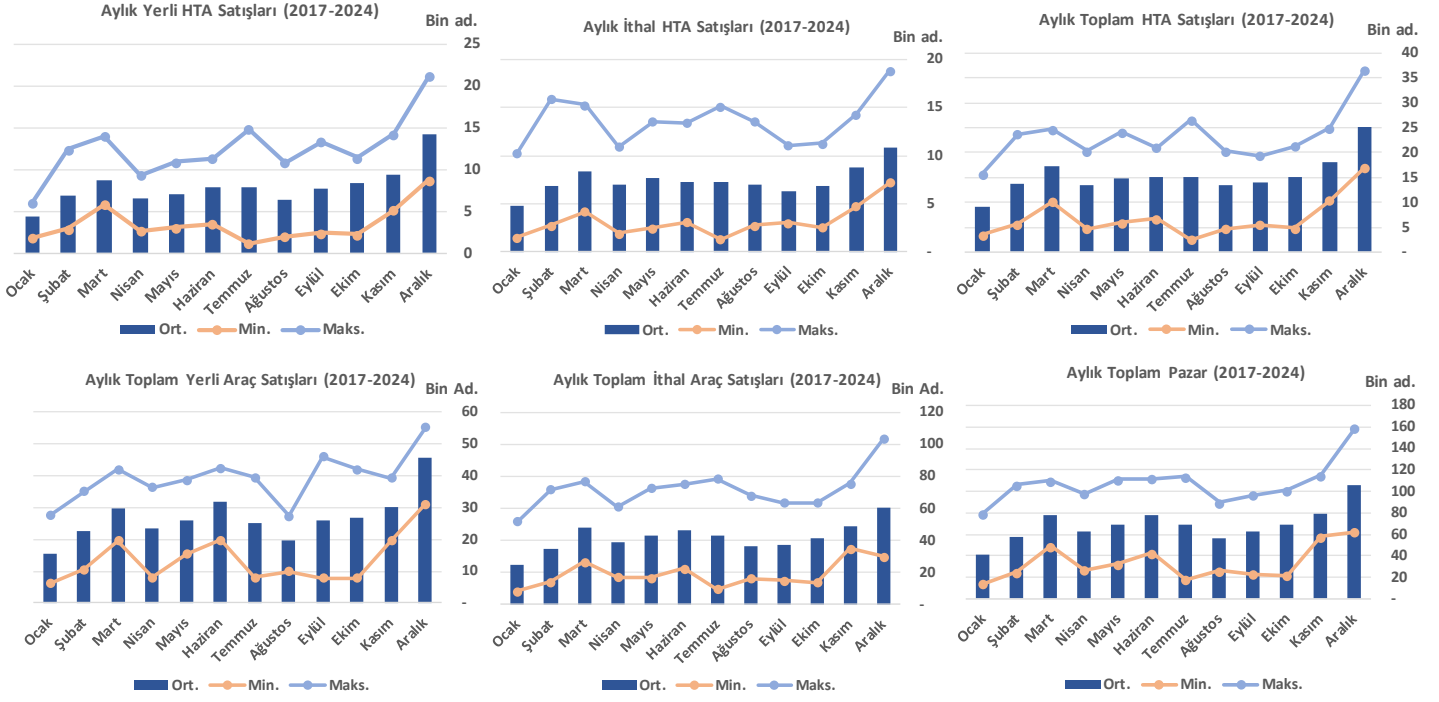 Aylık Yerli HTA Satışları (2017-2024)
Bin ad.
25
20
15
10
5
0
Ocak
Şubat
Mart
Nisan
Mayıs
Haziran
Temmuz
Ağustos
Eylül
Ekim
Kasım
Aralık
Ort. Min. Maks.
Aylık İthal HTA Satışları (2017-2024)
Bin ad.
20
15
10
5
-
Ocak
Şubat
Mart
Nisan
Mayıs
Haziran
Temmuz
Ağustos
Eylül
Ekim
Kasım
Aralık
Ort. Min. Maks.
Aylık Toplam HTA Satışları (2017-2024)
Bin ad.
40
35
30
25
20
15
10
5
-
Ocak
Şubat
Mart
Nisan
Mayıs
Haziran
Temmuz
Ağustos
Eylül
Ekim
Kasım
Aralık
Ort. Min. Maks.
Aylık Toplam Yerli Araç Satışları (2017-2024)
Bin Ad.
60
50
40
30
20
10
-
Ocak
Şubat
Mart
Nisan
Mayıs
Haziran
Temmuz
Ağustos
Eylül
Ekim
Kasım
Aralık
Ort. Min. Maks.
Aylık Toplam İthal Araç Satışları (2017-2024)
Bin Ad.
120
100
80
60
40
20
-
Ocak
Şubat
Mart
Nisan
Mayıs
Haziran
Temmuz
Ağustos
Eylül
Ekim
Kasım
Aralık
Ort. Min. Maks.
Aylık Toplam Pazar (2017-2024)
Bin ad.
180
160
140
120
100
80
60
40
20
-
Ocak
Şubat
Mart
Nisan
Mayıs
Haziran
Temmuz
Ağustos
Eylül
Ekim
Kasım
Aralık
Ort. Min. Maks.